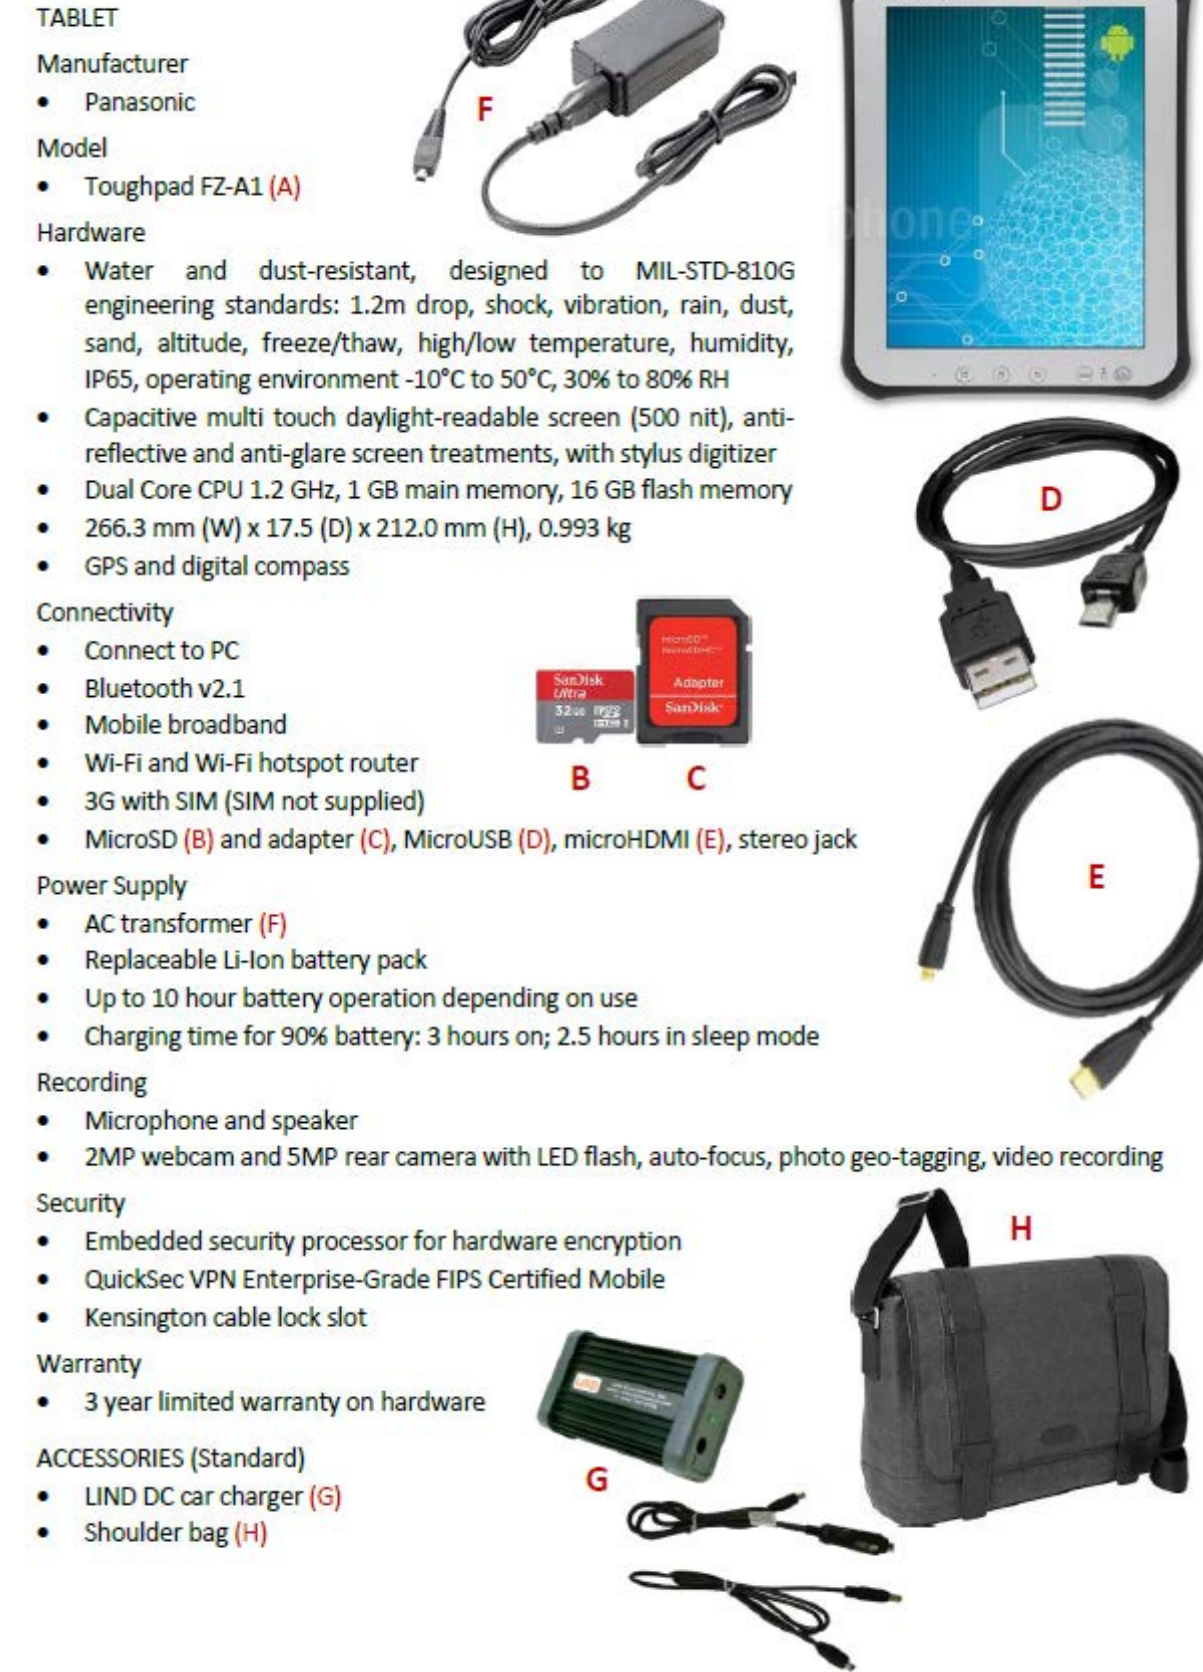 TABLET
Manufacturer
• Panasonic
Model
• Toughpad FZ-A1 (A)
Hardware
• Water and dust-resistant, designed to MIL-STD-810G
engineering standards: 1.2m drop, shock, vibration, rain, dust,
sand, altitude, freeze/thaw, high/low temperature, humidity,
IP65, operating environment -10°C to 50°C, 30% to 80% RH
• Capacitive multi touch daylight-readable screen (500 nit), anti-
reflective and anti-glare screen treatments, with stylus digitizer
• Dual Core CPU 1.2 GHz, 1 GB main memory, 16 GB flash memory
• 266.3 mm (W) x 17.5 (D) x 212.0 mm (H), 0.993 kg
• GPS and digital compass
Connectivity
• Connect to PC
• Bluetooth v2.1
• Mobile broadband
• Wi-Fi and Wi-Fi hotspot router
• 3G with SIM (SIM not supplied)
• MicroSD (B) and adapter (C), MicroUSB (D), microHDMI (E), stereo jack
Power Supply
• AC transformer (F)
• Replaceable Li-Ion battery pack
• Up to 10 hour battery operation depending on use
• Charging time for 90% battery: 3 hours on; 2.5 hours in sleep mode
Recording
• Microphone and speaker
• 2MP webcam and 5MP rear camera with LED flash, auto-focus, photo geo-tagging, video recording
Security
• Embedded security processor for hardware encryption
• QuickSec VPN Enterprise-Grade FIPS Certified Mobile
• Kensington cable lock slot
Warranty
• 3 year limited warranty on hardware
ACCESSORIES (Standard)
• LIND DC car charger (G)
• Shoulder bag (H)
F
phone
D
SanDisk
Ultra
32GB
microSD
microSDHC
Adapter
SanDisk
B
C
E
H
LIND
G